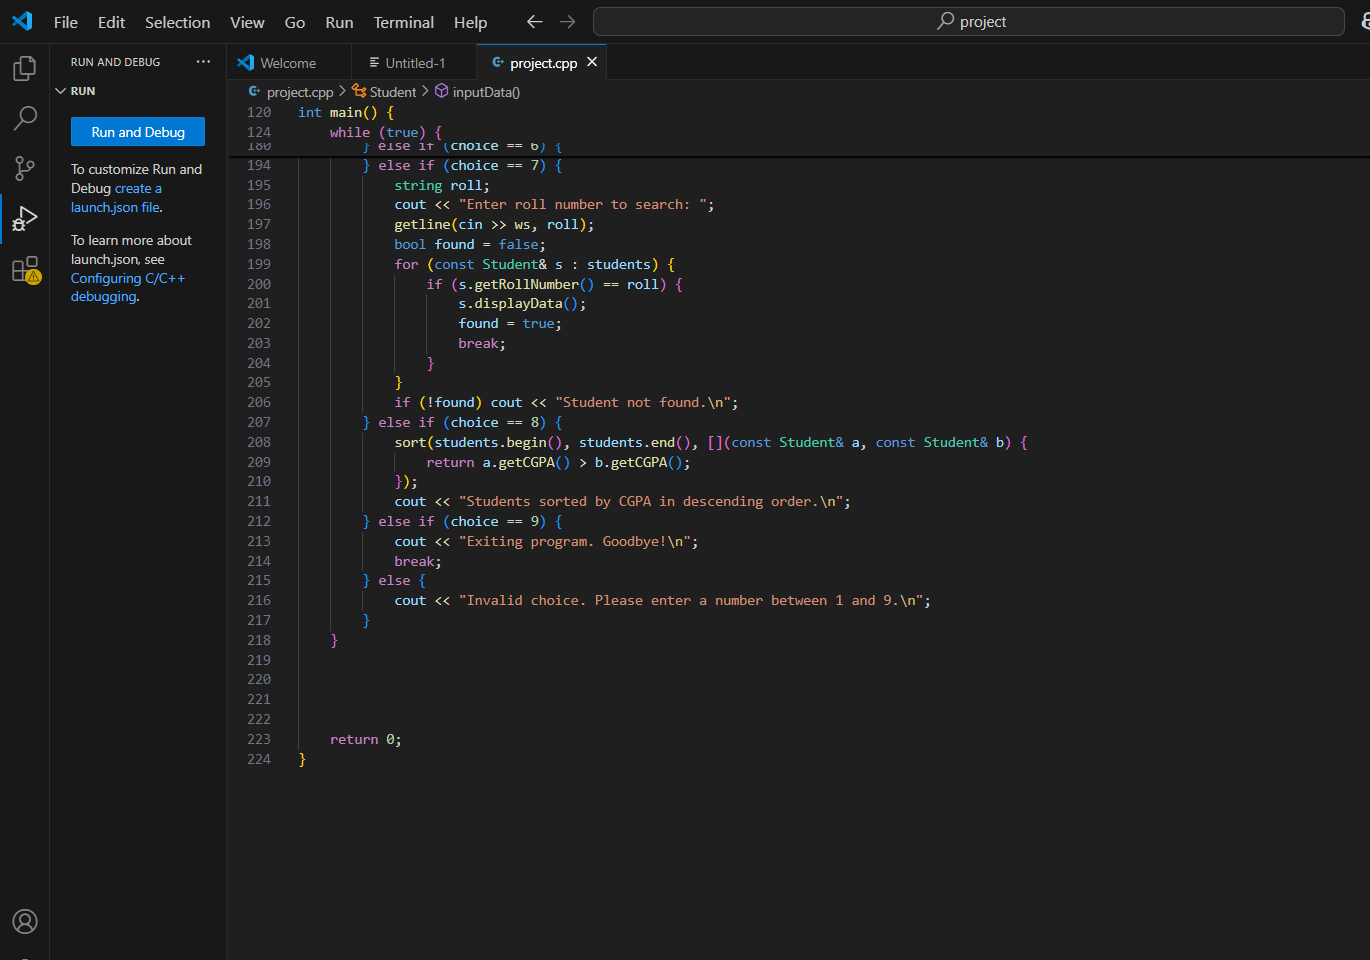 File Edit Selection View Go Run Terminal Help
project
RUN AND DEBUG ···
RUN
Run and Debug
To customize Run and
Debug create a
launch.json file.
To learn more about
launch.json, see
Configuring C/C++
debugging.
Welcome
Untitled-1
project.cpp
project.cpp > Student > inputData()
120 int main() {
124 while (true) {
180 } else if (choice == 6) {
194 } else if (choice == 7) {
195 string roll;
196 cout << "Enter roll number to search: ";
197 getline(cin >> ws, roll);
198 bool found = false;
199 for (const Student& s : students) {
200 if (s.getRollNumber() == roll) {
201 s.displayData();
202 found = true;
203 break;
204 }
205 }
206 if (!found) cout << "Student not found.\n";
207 } else if (choice == 8) {
208 sort(students.begin(), students.end(), [](const Student& a, const Student& b) {
209 return a.getCGPA() > b.getCGPA();
210 });
211 cout << "Students sorted by CGPA in descending order.\n";
212 } else if (choice == 9) {
213 cout << "Exiting program. Goodbye!\n";
214 break;
215 } else {
216 cout << "Invalid choice. Please enter a number between 1 and 9.\n";
217 }
218 }
219
220
221
222
223 return 0;
224 }